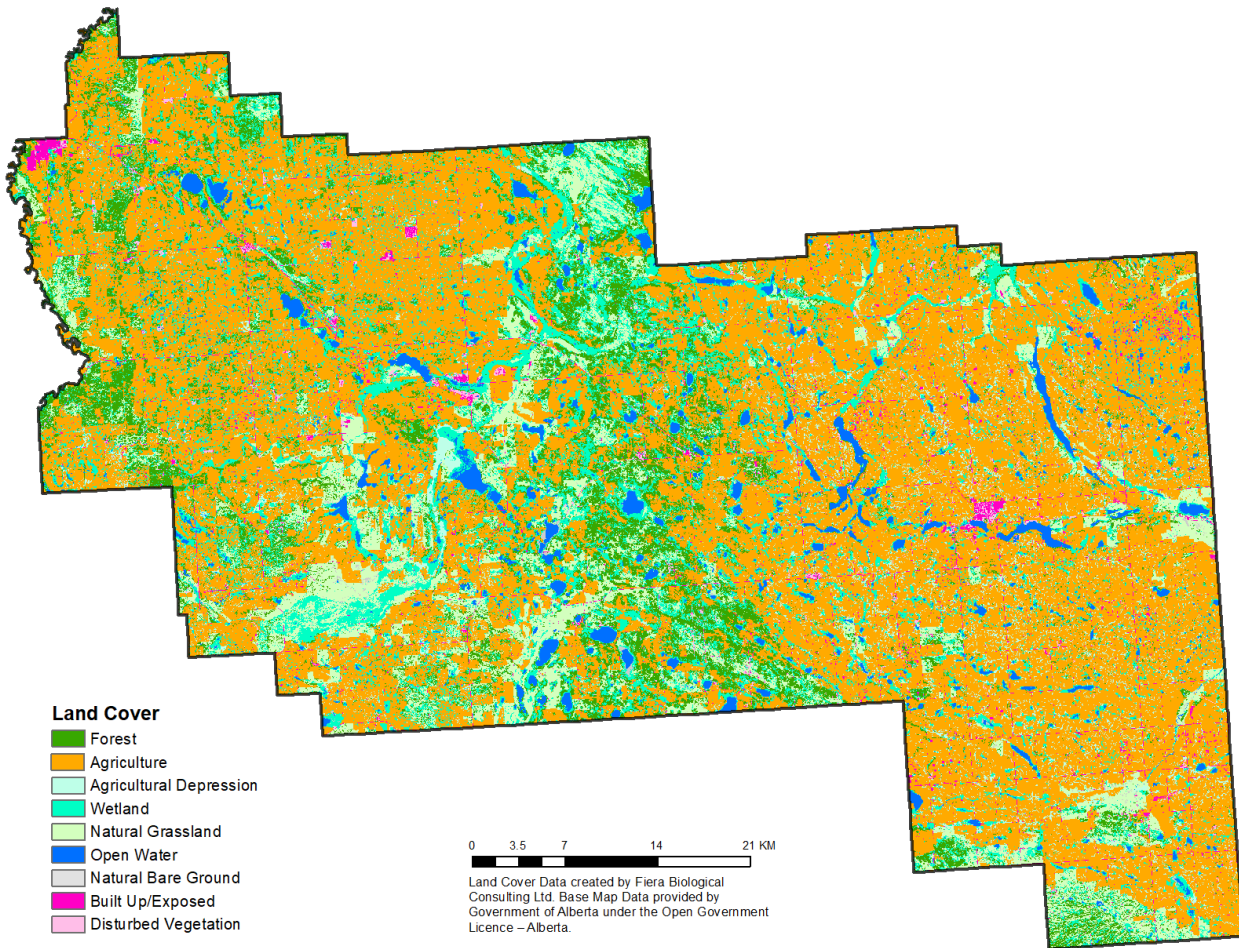 Land Cover
Forest
Agriculture
Agricultural Depression
Wetland
Natural Grassland
Open Water
Natural Bare Ground
Built Up/Exposed
Disturbed Vegetation
0 3.5 7 14 21 KM
Land Cover Data created by Fiera Biological
Consulting Ltd. Base Map Data provided by
Government of Alberta under the Open Government
Licence – Alberta.